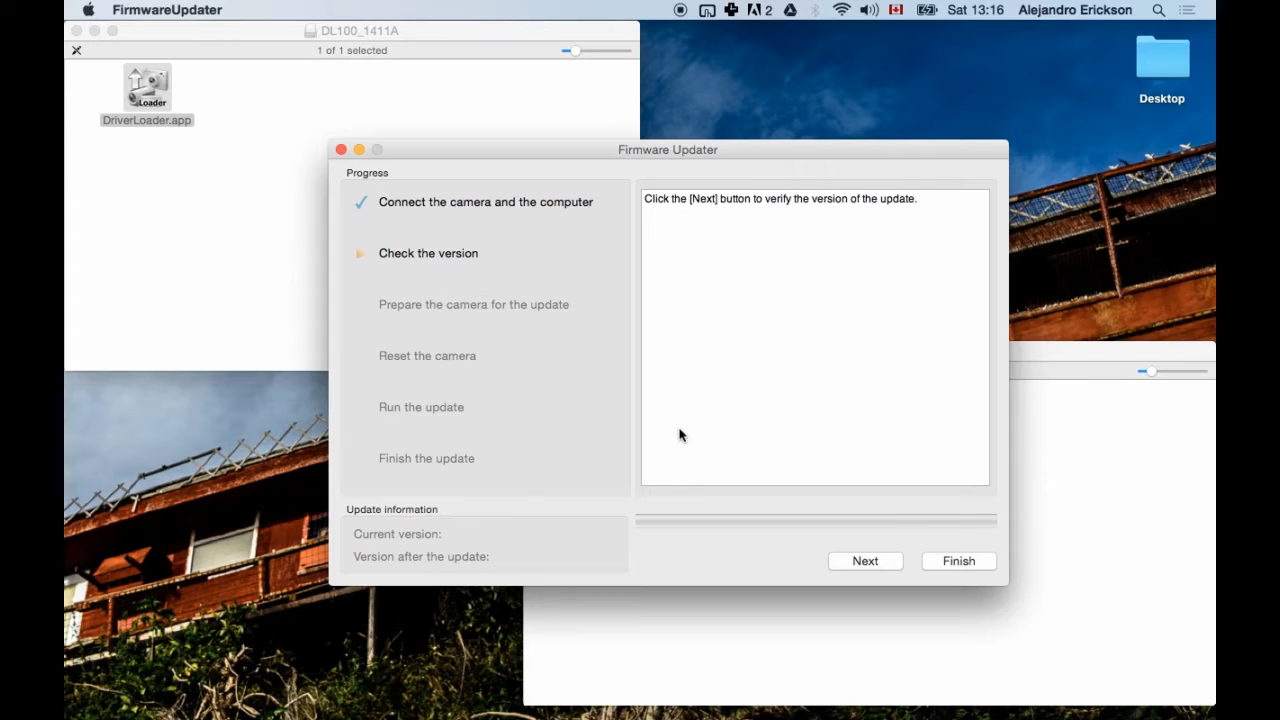 FirmwareUpdater
2
Sat 13:16
Alejandro Erickson
DL100_1411A
1 of 1 selected
Loader
DriverLoader.app
Desktop
Firmware Updater
Progress
Connect the camera and the computer
Check the version
Prepare the camera for the update
Reset the camera
Run the update
Finish the update
Click the [Next] button to verify the version of the update.
Update information
Current version:
Version after the update:
Next
Finish